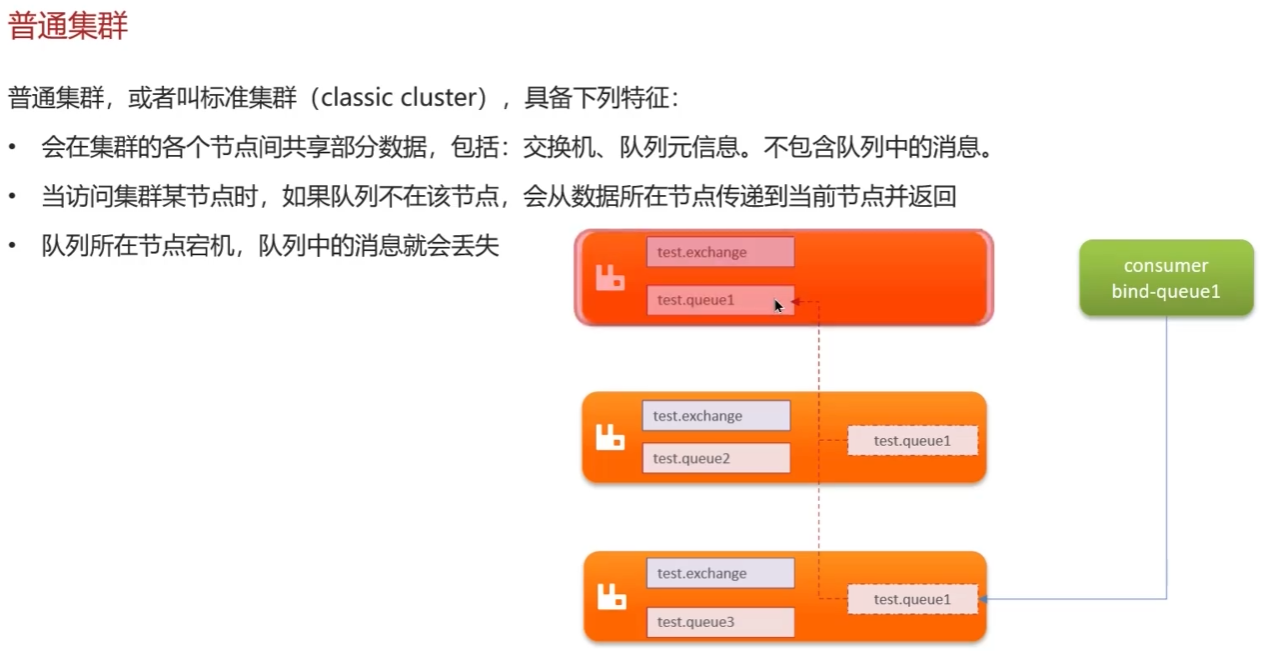 普通集群
普通集群，或者叫标准集群（classic cluster），具备下列特征：
• 会在集群的各个节点间共享部分数据，包括：交换机、队列元信息。不包含队列中的消息。
• 当访问集群某节点时，如果队列不在该节点，会从数据所在节点传递到当前节点并返回
• 队列所在节点宕机，队列中的消息就会丢失
test.exchange
test.queue1
consumer
bind-queue1
test.exchange
test.queue2
test.queue1
test.exchange
test.queue3
test.queue1